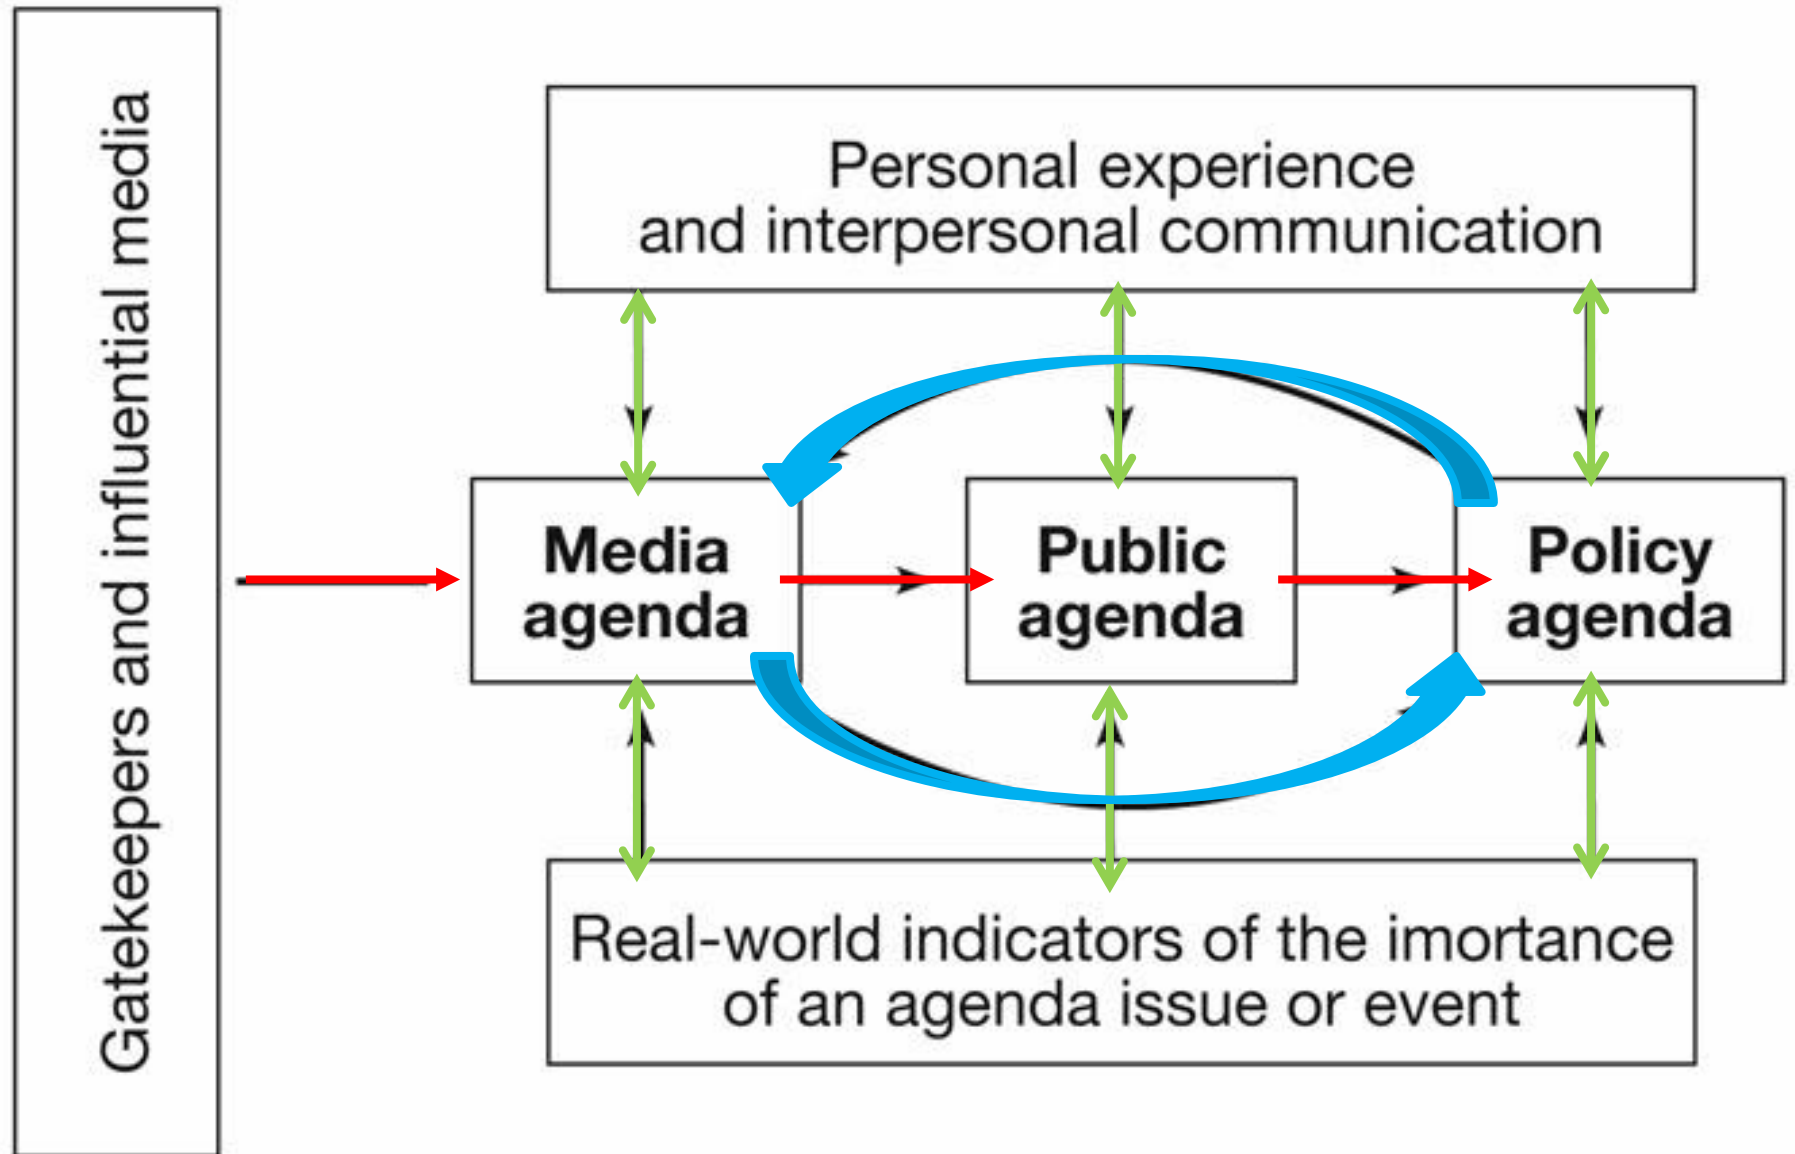 Gatekeepers and influential media
Personal experience
and interpersonal communication
Media
agenda
Public
agenda
Policy
agenda
Real-world indicators of the imortance
of an agenda issue or event